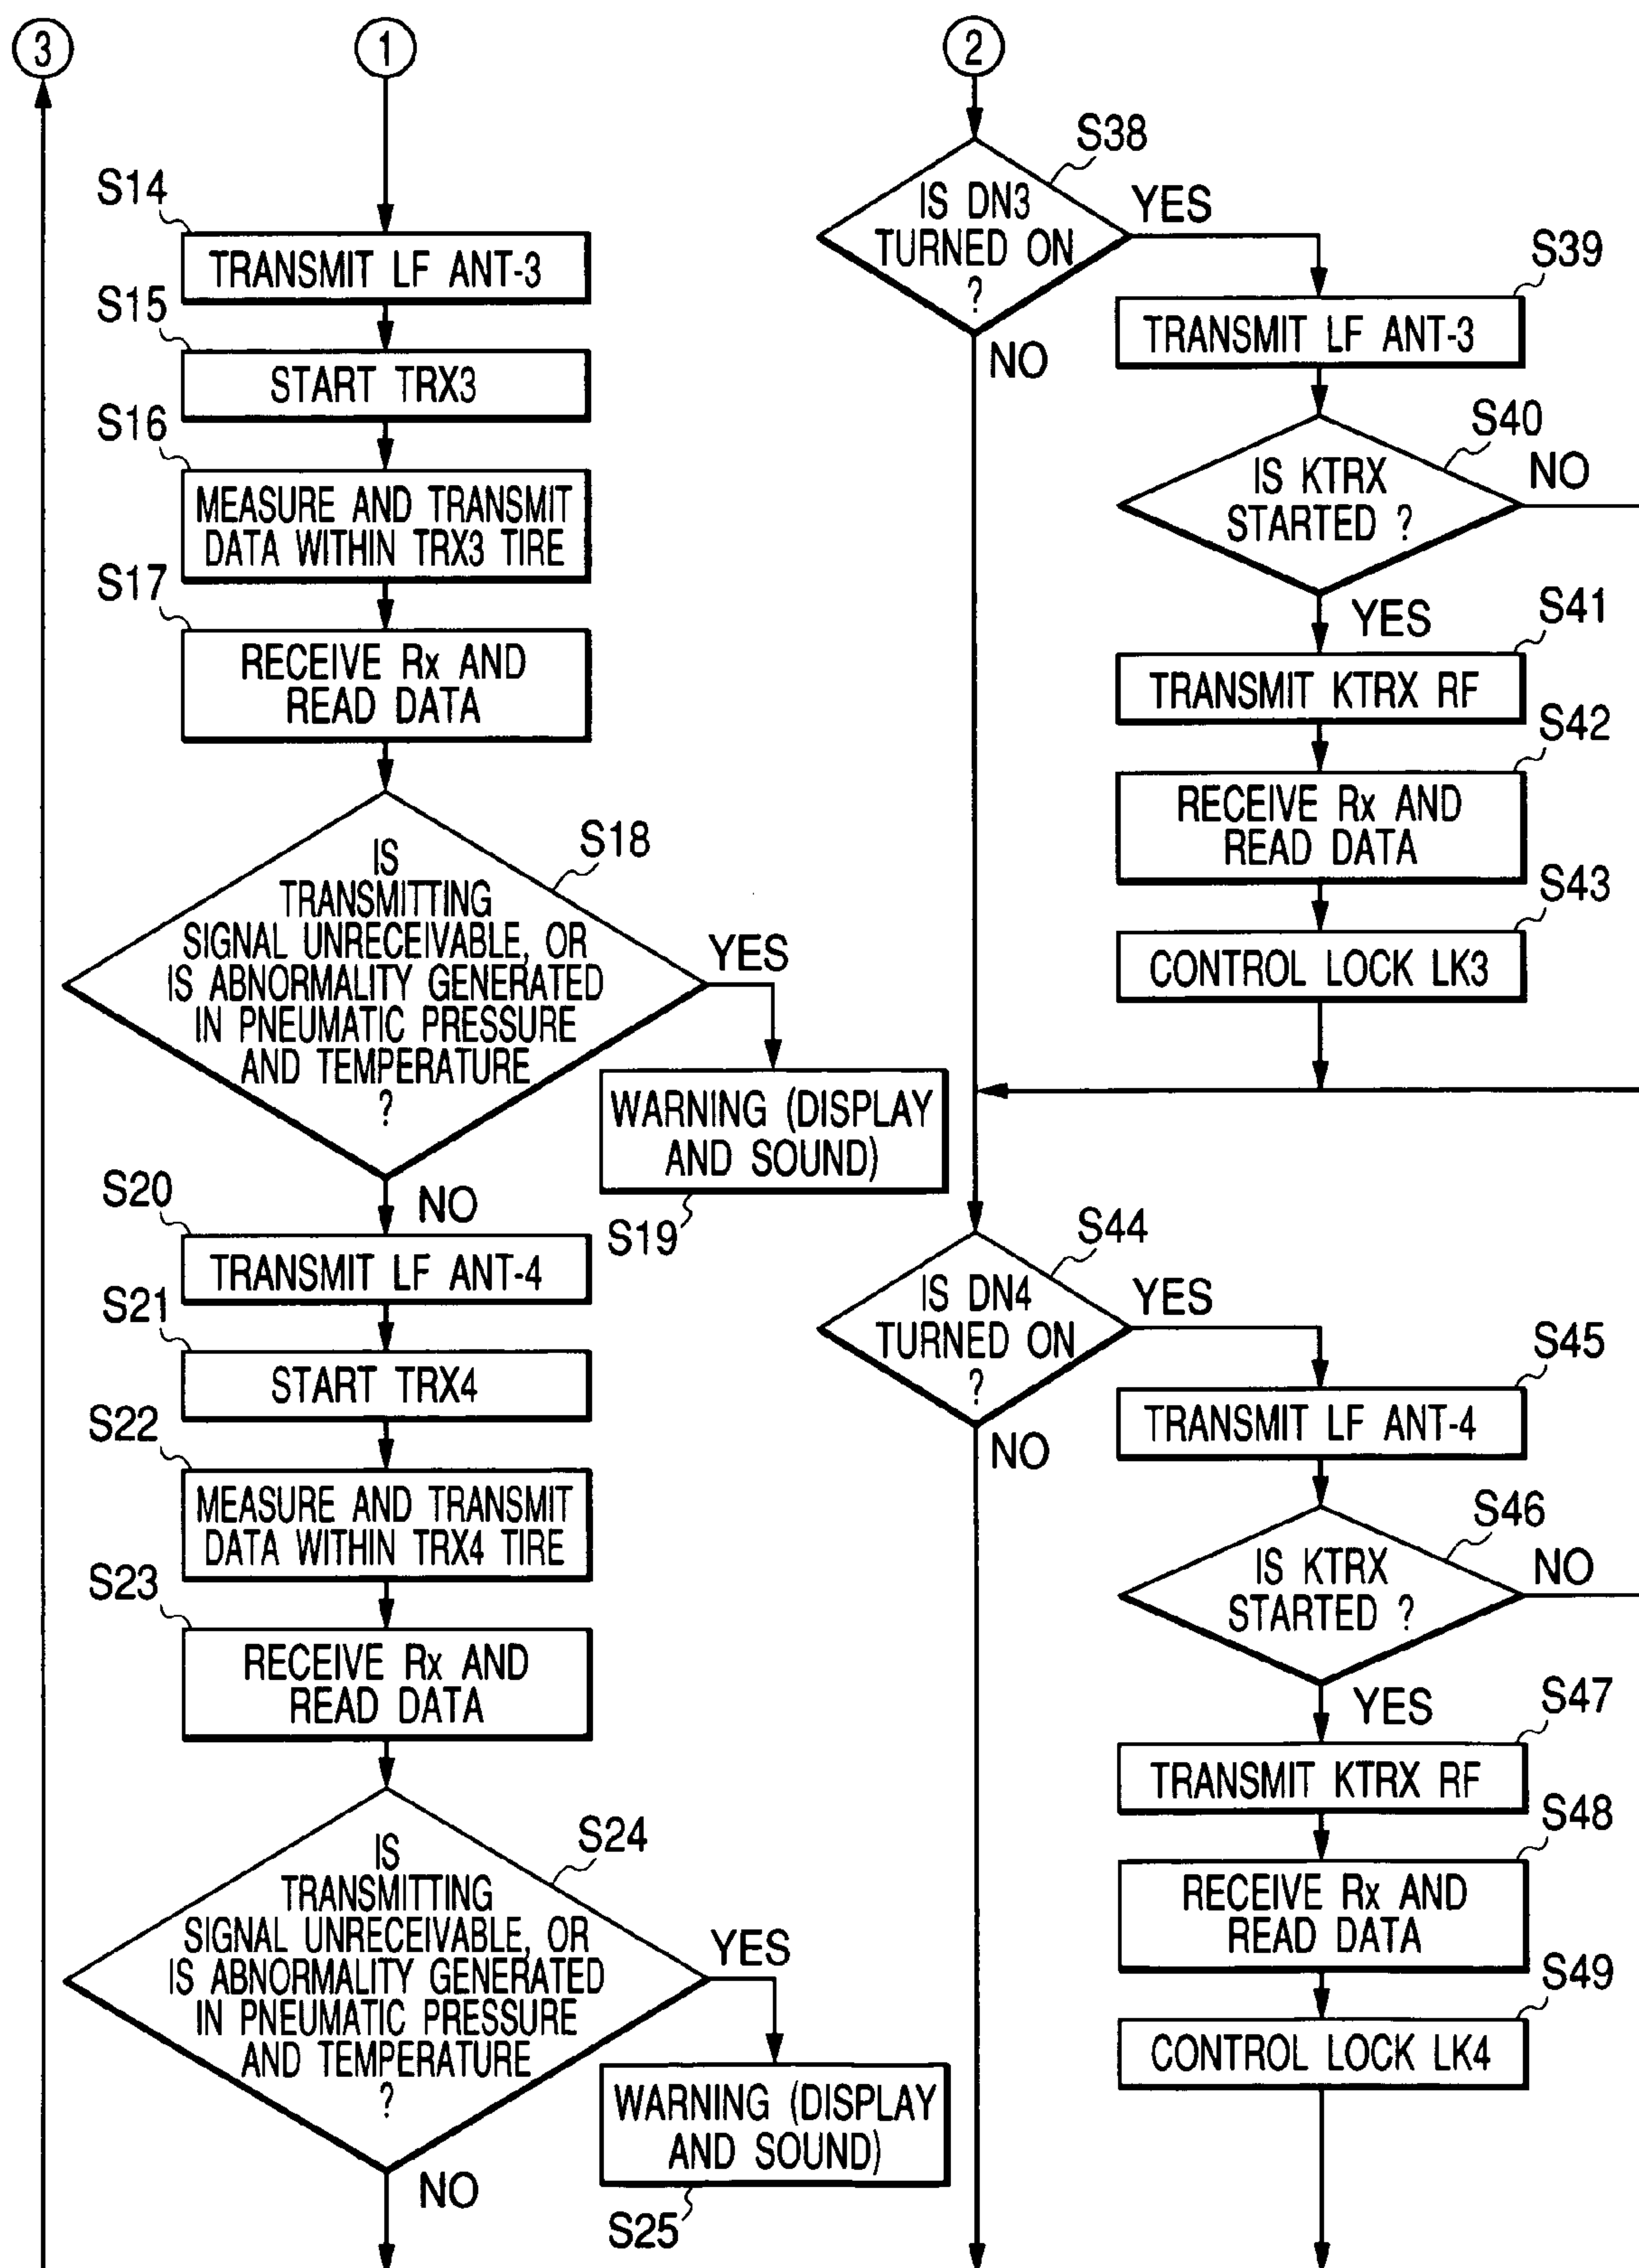 3
1
2
S14
TRANSMIT LF ANT-3
S15
START TRX3
S16
MEASURE AND TRANSMIT
DATA WITHIN TRX3 TIRE
S17
RECEIVE Rx AND
READ DATA
S18
IS
TRANSMITTING
SIGNAL UNRECEIVABLE, OR
IS ABNORMALITY GENERATED
IN PNEUMATIC PRESSURE
AND TEMPERATURE
?
YES
WARNING (DISPLAY
AND SOUND)
S19
NO
S20
TRANSMIT LF ANT-4
S21
START TRX4
S22
MEASURE AND TRANSMIT
DATA WITHIN TRX4 TIRE
S23
RECEIVE Rx AND
READ DATA
S24
IS
TRANSMITTING
SIGNAL UNRECEIVABLE, OR
IS ABNORMALITY GENERATED
IN PNEUMATIC PRESSURE
AND TEMPERATURE
?
YES
WARNING (DISPLAY
AND SOUND)
S25
NO
S38
IS DN3
TURNED ON
?
YES
NO
S39
TRANSMIT LF ANT-3
S40
IS KTRX
STARTED ?
NO
YES
S41
TRANSMIT KTRX RF
S42
RECEIVE Rx AND
READ DATA
S43
CONTROL LOCK LK3
S44
IS DN4
TURNED ON
?
YES
NO
S45
TRANSMIT LF ANT-4
S46
IS KTRX
STARTED ?
NO
YES
S47
TRANSMIT KTRX RF
S48
RECEIVE Rx AND
READ DATA
S49
CONTROL LOCK LK4